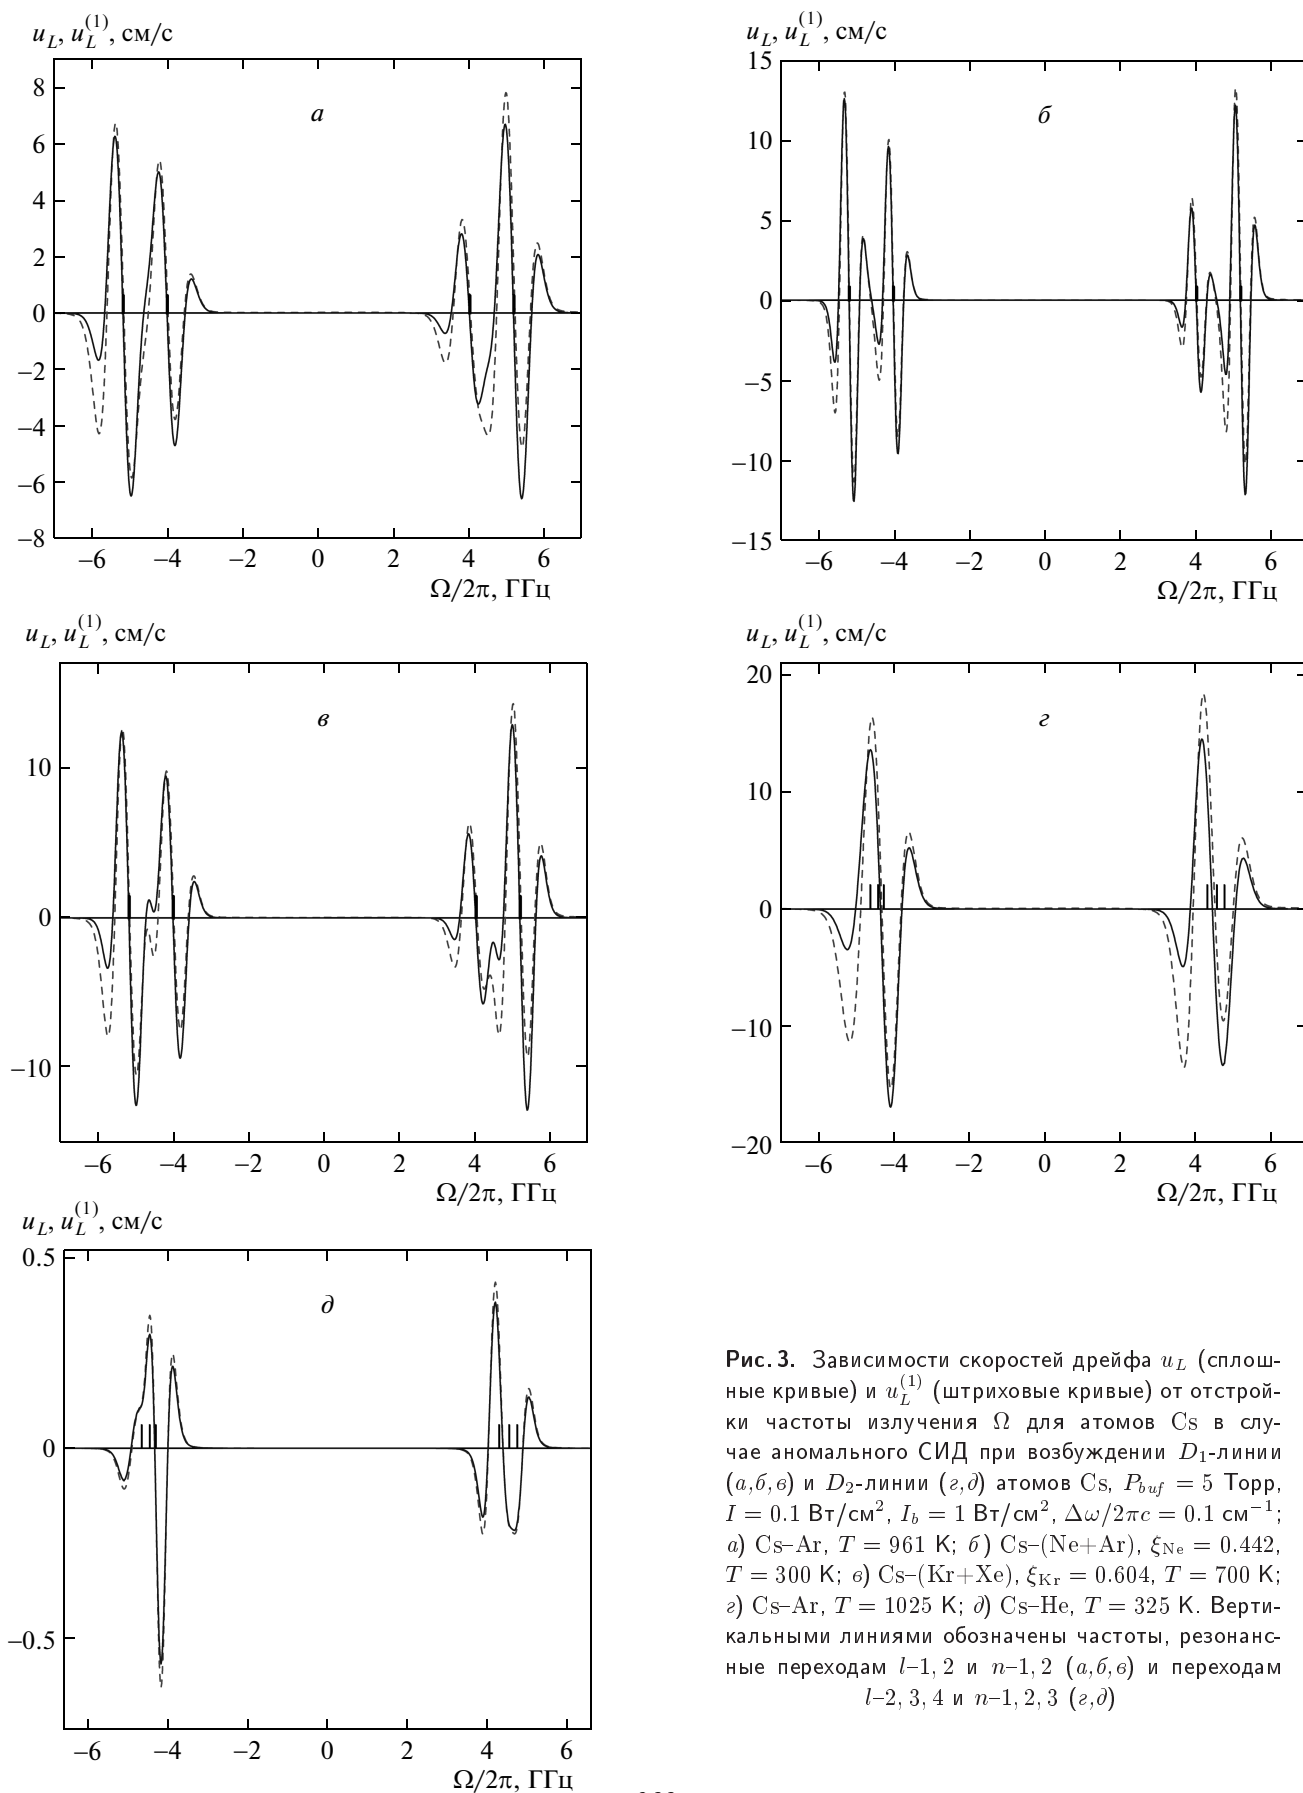 u_L, u_L^(1), см/с
8
6
4
2
0
−2
−4
−6
−8
а
−6 −4 −2 0 2 4 6
Ω/2π, ГГц
u_L, u_L^(1), см/с
15
10
5
0
−5
−10
−15
б
−6 −4 −2 0 2 4 6
Ω/2π, ГГц
u_L, u_L^(1), см/с
10
0
−10
в
−6 −4 −2 0 2 4 6
Ω/2π, ГГц
u_L, u_L^(1), см/с
20
10
0
−10
−20
г
−6 −4 −2 0 2 4 6
Ω/2π, ГГц
u_L, u_L^(1), см/с
0.5
0
−0.5
д
−6 −4 −2 0 2 4 6
Ω/2π, ГГц
Рис. 3. Зависимости скоростей дрейфа u_L (сплош-
ные кривые) и u_L^(1) (штриховые кривые) от отстрой-
ки частоты излучения Ω для атомов Cs в слу-
чае аномального СИД при возбуждении D₁-линии
(а,б,в) и D₂-линии (г,д) атомов Cs, P_buf = 5 Торр,
I = 0.1 Вт/см², I_b = 1 Вт/см², Δω/2πc = 0.1 см⁻¹;
а) Cs–Ar, T = 961 К; б) Cs–(Ne+Ar), ξ_Ne = 0.442,
T = 300 К; в) Cs–(Kr+Xe), ξ_Kr = 0.604, T = 700 К;
г) Cs–Ar, T = 1025 К; д) Cs–He, T = 325 К. Верти-
кальными линиями обозначены частоты, резонанс-
ные переходам l–1, 2 и n–1, 2 (а,б,в) и переходам
l–2, 3, 4 и n–1, 2, 3 (г,д)